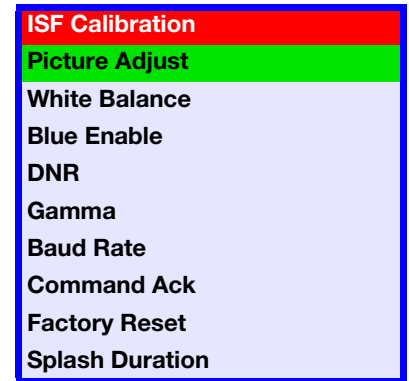 ISF Calibration
Picture Adjust
White Balance
Blue Enable
DNR
Gamma
Baud Rate
Command Ack
Factory Reset
Splash Duration